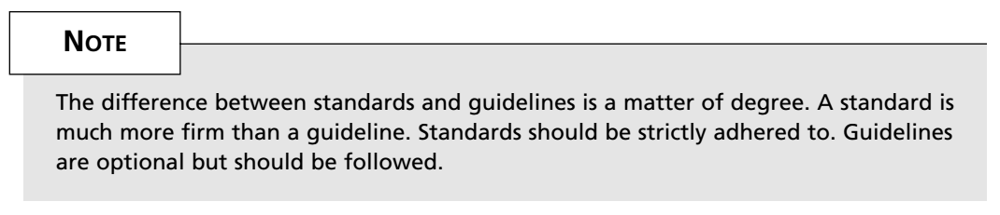 NOTE
The difference between standards and guidelines is a matter of degree. A standard is
much more firm than a guideline. Standards should be strictly adhered to. Guidelines
are optional but should be followed.